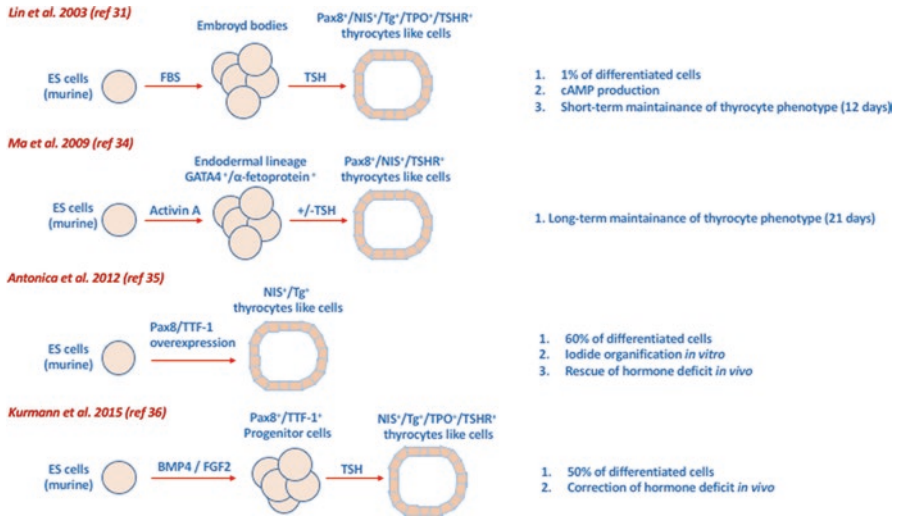 Lin et al. 2003 (ref 31)
Embroyd bodies
Pax8⁺/NIS⁺/Tg⁺/TPO⁺/TSHR⁺
thyrocytes like cells
ES cells
(murine)
FBS
TSH
1. 1% of differentiated cells
2. cAMP production
3. Short-term maintainance of thyrocyte phenotype (12 days)
Ma et al. 2009 (ref 34)
Endodermal lineage
GATA4⁺/α-fetoprotein⁺
Pax8⁺/NIS⁺/TSHR⁺
thyrocytes like cells
ES cells
(murine)
Activin A
+/-TSH
1. Long-term maintainance of thyrocyte phenotype (21 days)
Antonica et al. 2012 (ref 35)
NIS⁺/Tg⁺
thyrocytes like cells
Pax8/TTF-1
overexpression
ES cells
(murine)
1. 60% of differentiated cells
2. Iodide organification in vitro
3. Rescue of hormone deficit in vivo
Kurmann et al. 2015 (ref 36)
Pax8⁺/TTF-1⁺
Progenitor cells
NIS⁺/Tg⁺/TPO⁺/TSHR⁺
thyrocytes like cells
ES cells
(murine)
BMP4 / FGF2
TSH
1. 50% of differentiated cells
2. Correction of hormone deficit in vivo